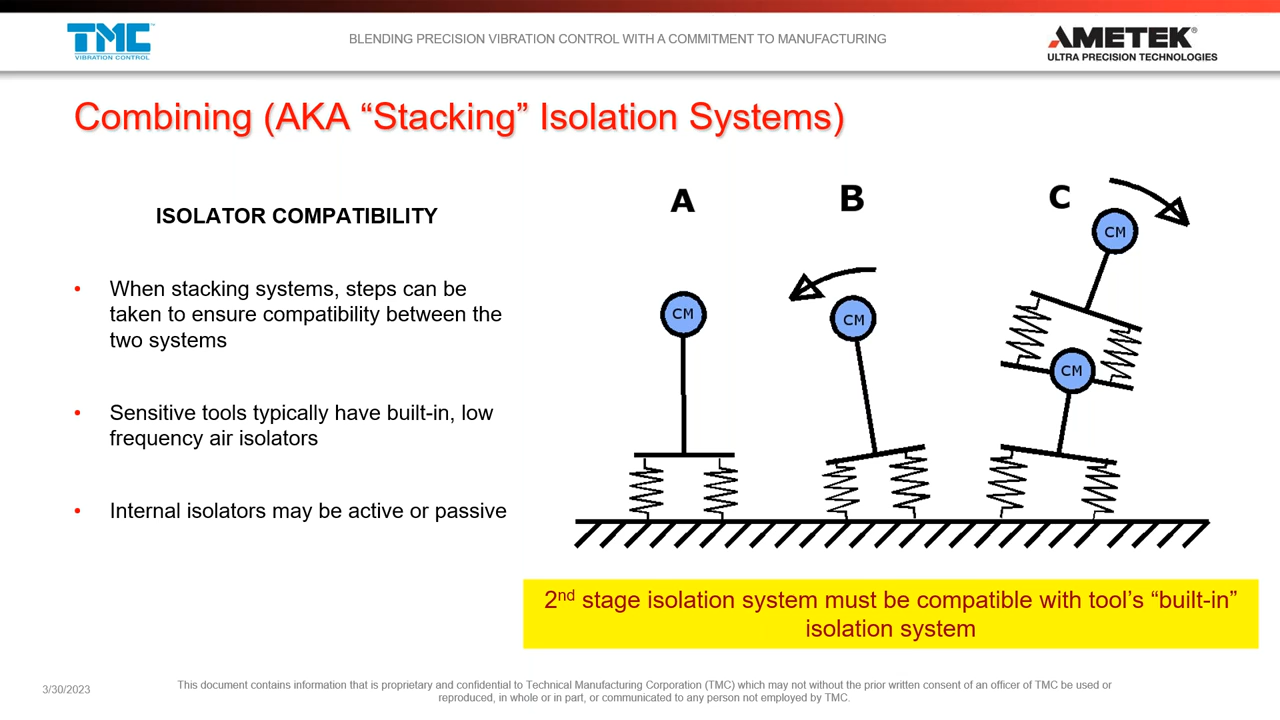 TMC
VIBRATION CONTROL
BLENDING PRECISION VIBRATION CONTROL WITH A COMMITMENT TO MANUFACTURING
AMETEK®
ULTRA PRECISION TECHNOLOGIES
Combining (AKA “Stacking” Isolation Systems)
ISOLATOR COMPATIBILITY
• When stacking systems, steps can be
taken to ensure compatibility between the
two systems
• Sensitive tools typically have built-in, low
frequency air isolators
• Internal isolators may be active or passive
A
B
C
CM
CM
CM
CM
2nd stage isolation system must be compatible with tool’s “built-in”
isolation system
3/30/2023
This document contains information that is proprietary and confidential to Technical Manufacturing Corporation (TMC) which may not without the prior written consent of an officer of TMC be used or
reproduced, in whole or in part, or communicated to any person not employed by TMC.